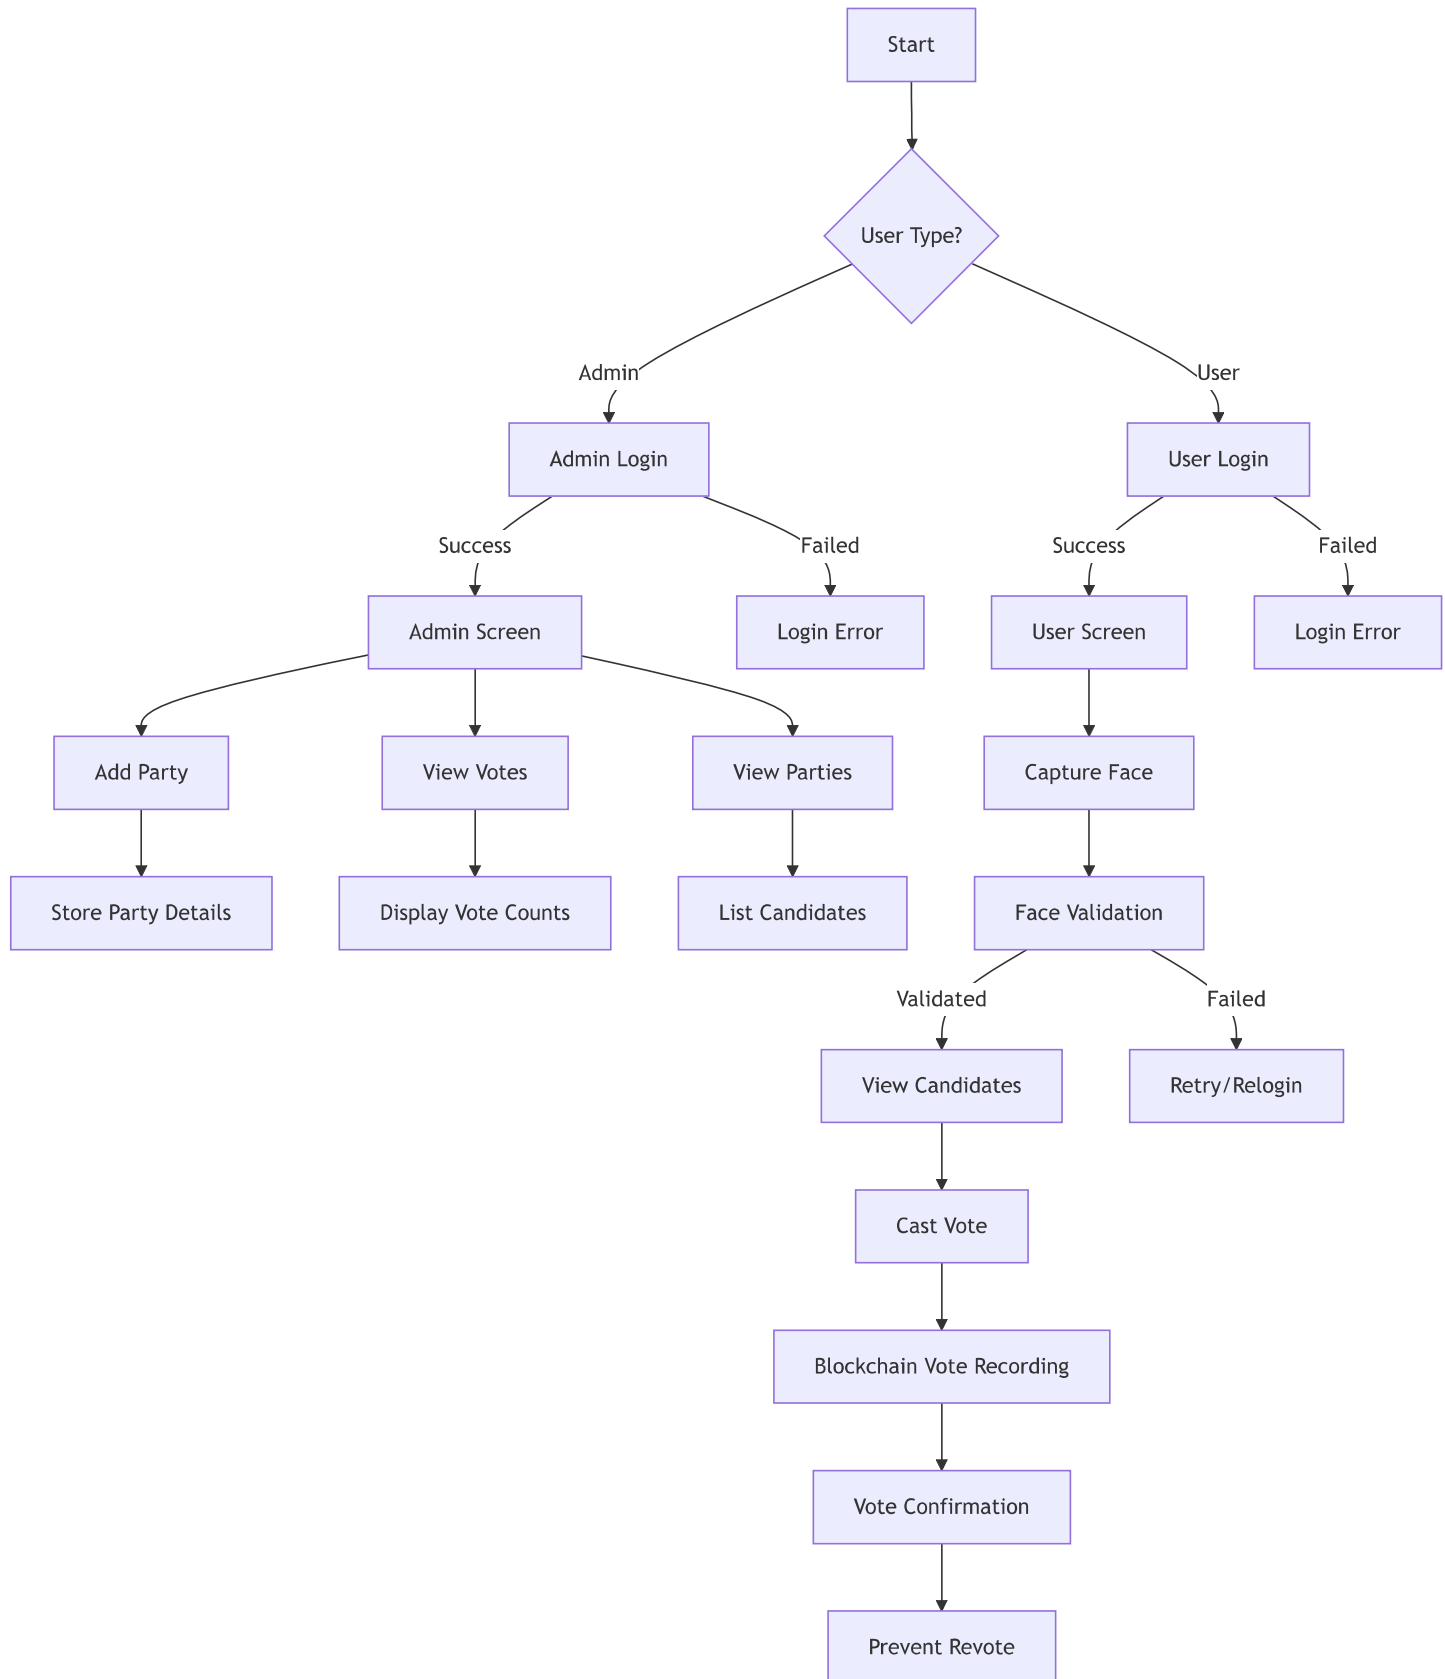 Start
User Type?
Admin
User
Admin Login
User Login
Success
Failed
Success
Failed
Admin Screen
Login Error
User Screen
Login Error
Add Party
View Votes
View Parties
Capture Face
Store Party Details
Display Vote Counts
List Candidates
Face Validation
Validated
Failed
View Candidates
Retry/Relogin
Cast Vote
Blockchain Vote Recording
Vote Confirmation
Prevent Revote